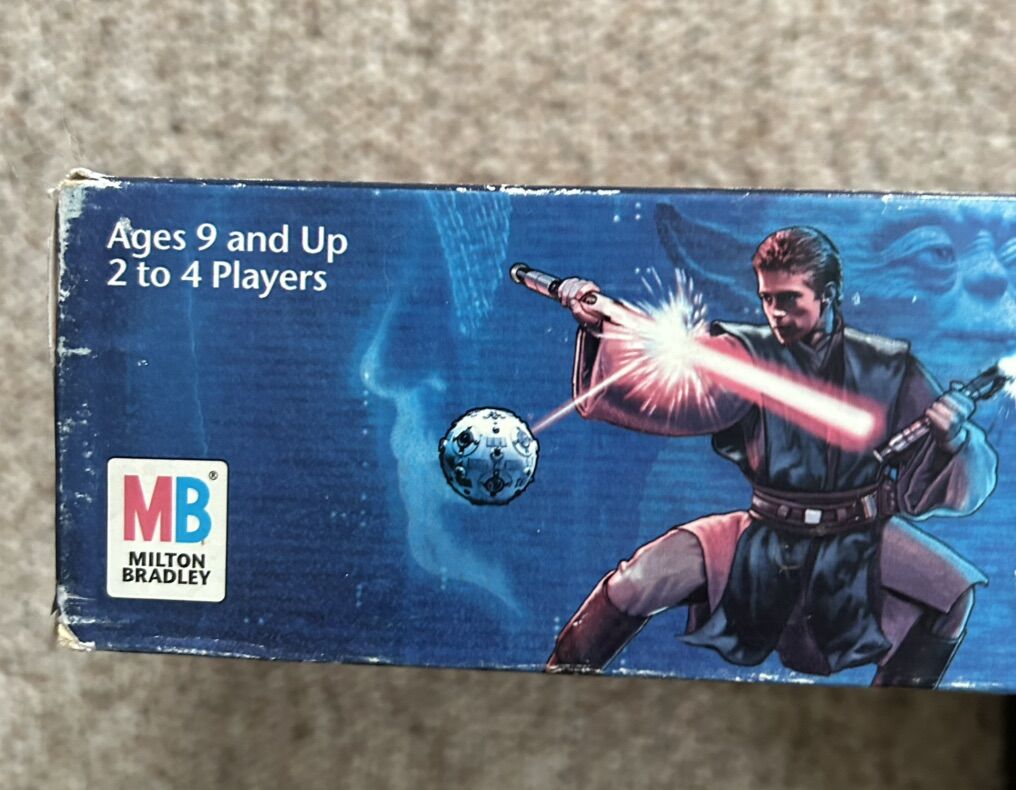 Ages 9 and Up
2 to 4 Players
MB®
MILTON
BRADLEY